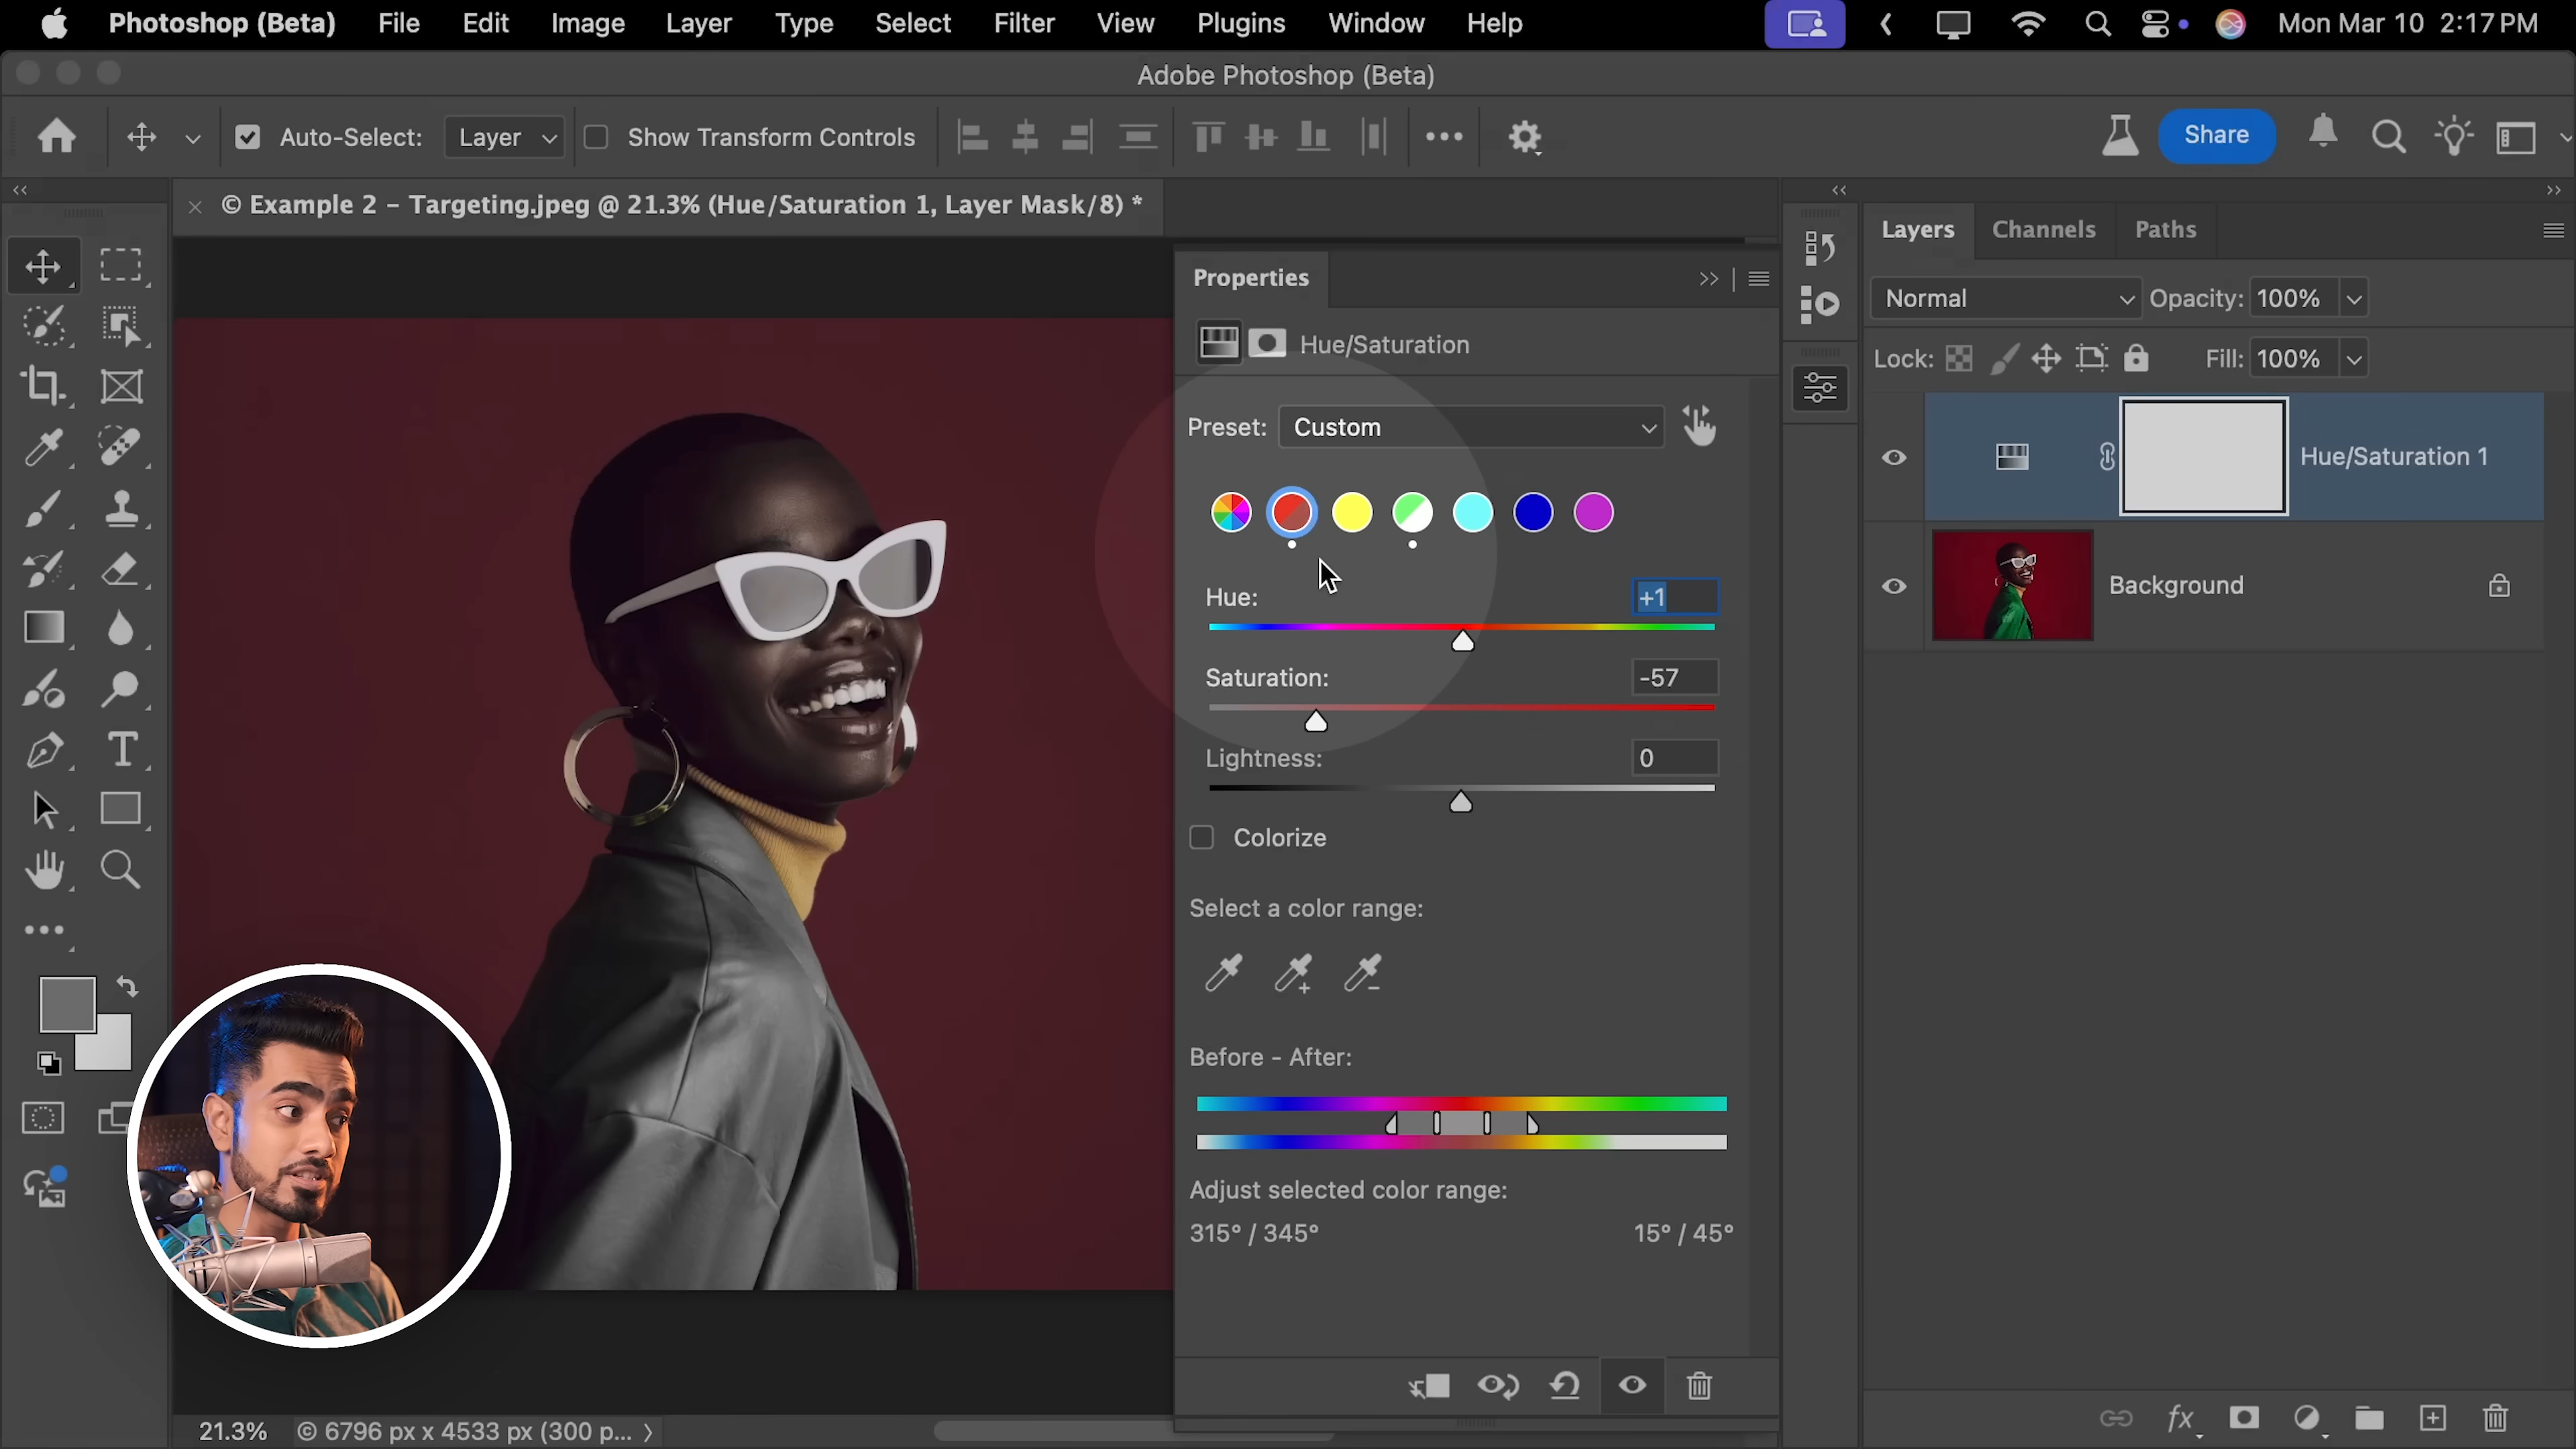 Photoshop (Beta) File Edit Image Layer Type Select Filter View Plugins Window Help Mon Mar 10 2:17 PM
Adobe Photoshop (Beta)
Auto-Select: Layer Show Transform Controls Share
© Example 2 – Targeting.jpeg @ 21.3% (Hue/Saturation 1, Layer Mask/8) *
Properties
Hue/Saturation
Preset: Custom
Hue: +1
Saturation: -57
Lightness: 0
Colorize
Select a color range:
Before - After:
Adjust selected color range:
315° / 345° 15° / 45°
Layers Channels Paths
Normal Opacity: 100%
Lock: Fill: 100%
Hue/Saturation 1
Background
21.3% © 6796 px x 4533 px (300 p...